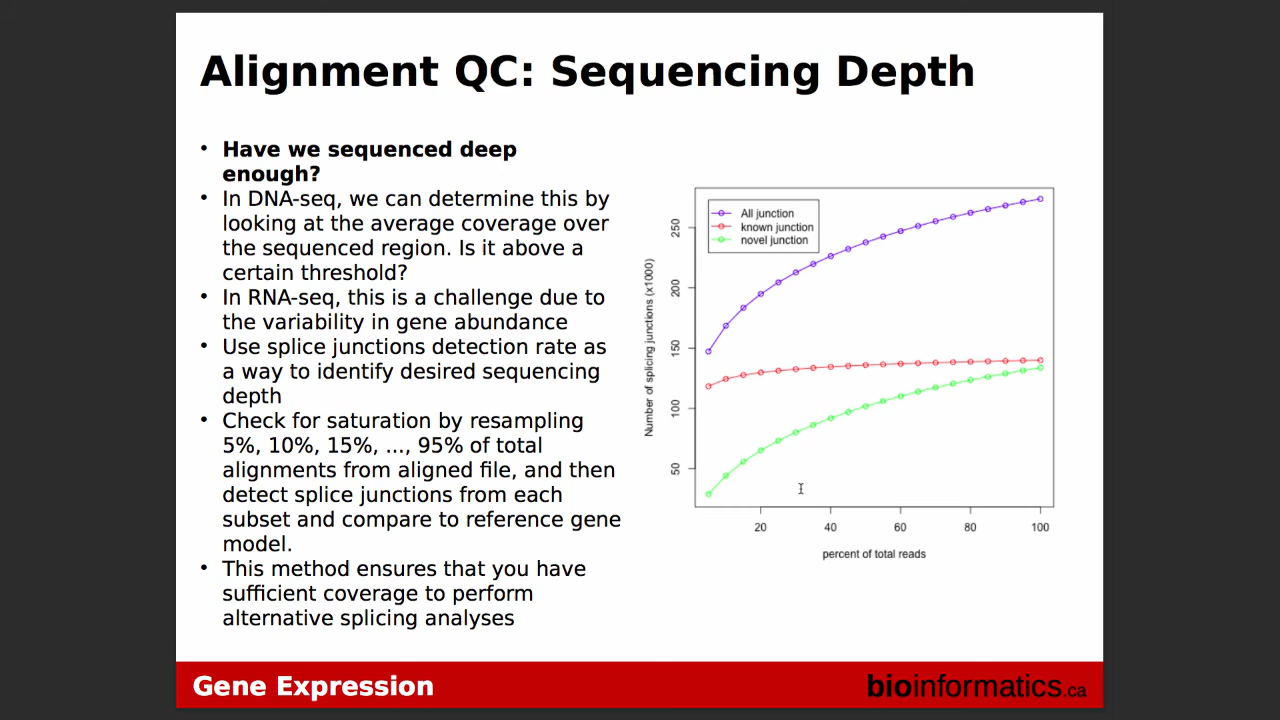 Alignment QC: Sequencing Depth
• Have we sequenced deep
enough?
• In DNA-seq, we can determine this by
looking at the average coverage over
the sequenced region. Is it above a
certain threshold?
• In RNA-seq, this is a challenge due to
the variability in gene abundance
• Use splice junctions detection rate as
a way to identify desired sequencing
depth
• Check for saturation by resampling
5%, 10%, 15%, ..., 95% of total
alignments from aligned file, and then
detect splice junctions from each
subset and compare to reference gene
model.
• This method ensures that you have
sufficient coverage to perform
alternative splicing analyses
All junction
known junction
novel junction
Number of splicing junctions (x1000)
250
200
150
100
50
20 40 60 80 100
percent of total reads
Gene Expression
bioinformatics.ca